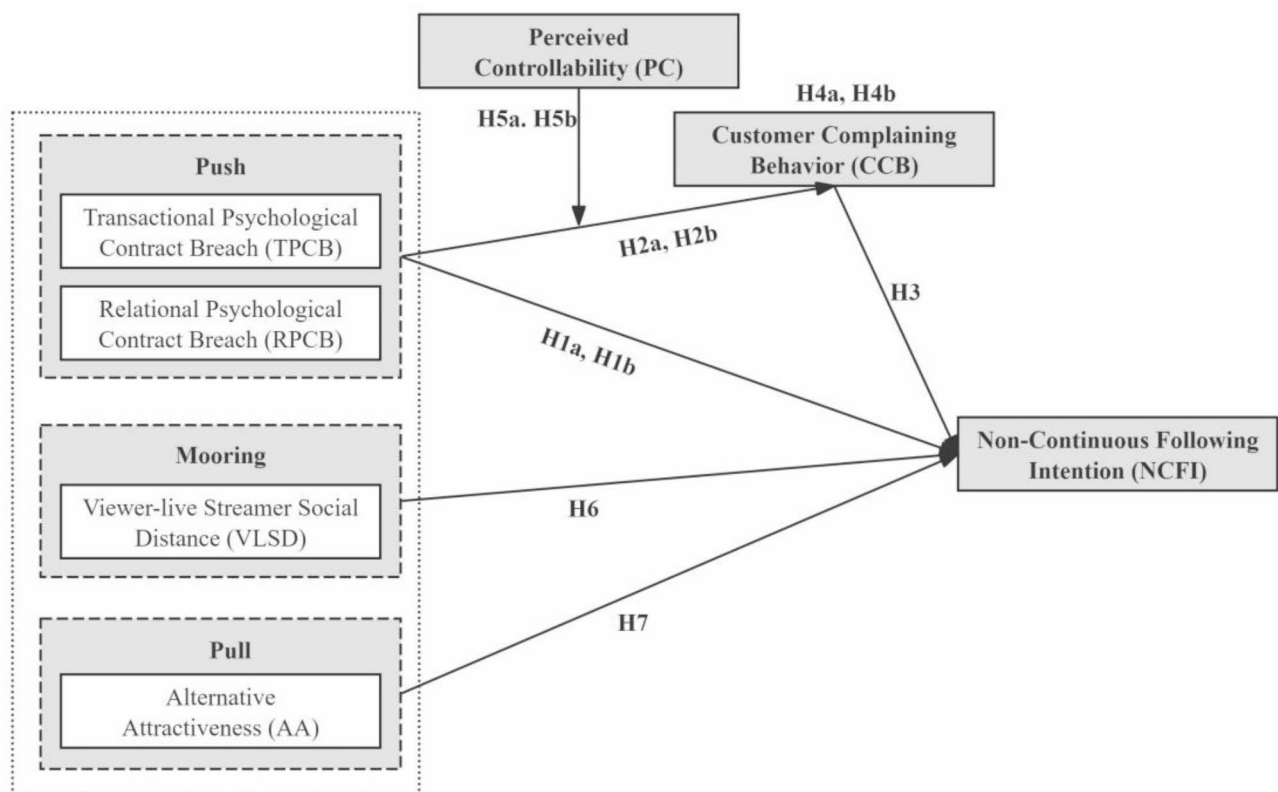 Perceived
Controllability (PC)
H4a, H4b
H5a. H5b
Customer Complaining
Behavior (CCB)
Push
Transactional Psychological
Contract Breach (TPCB)
H2a, H2b
Relational Psychological
Contract Breach (RPCB)
H3
H1a, H1b
Mooring
Non-Continuous Following
Intention (NCFI)
Viewer-live Streamer Social
Distance (VLSD)
H6
H7
Pull
Alternative
Attractiveness (AA)